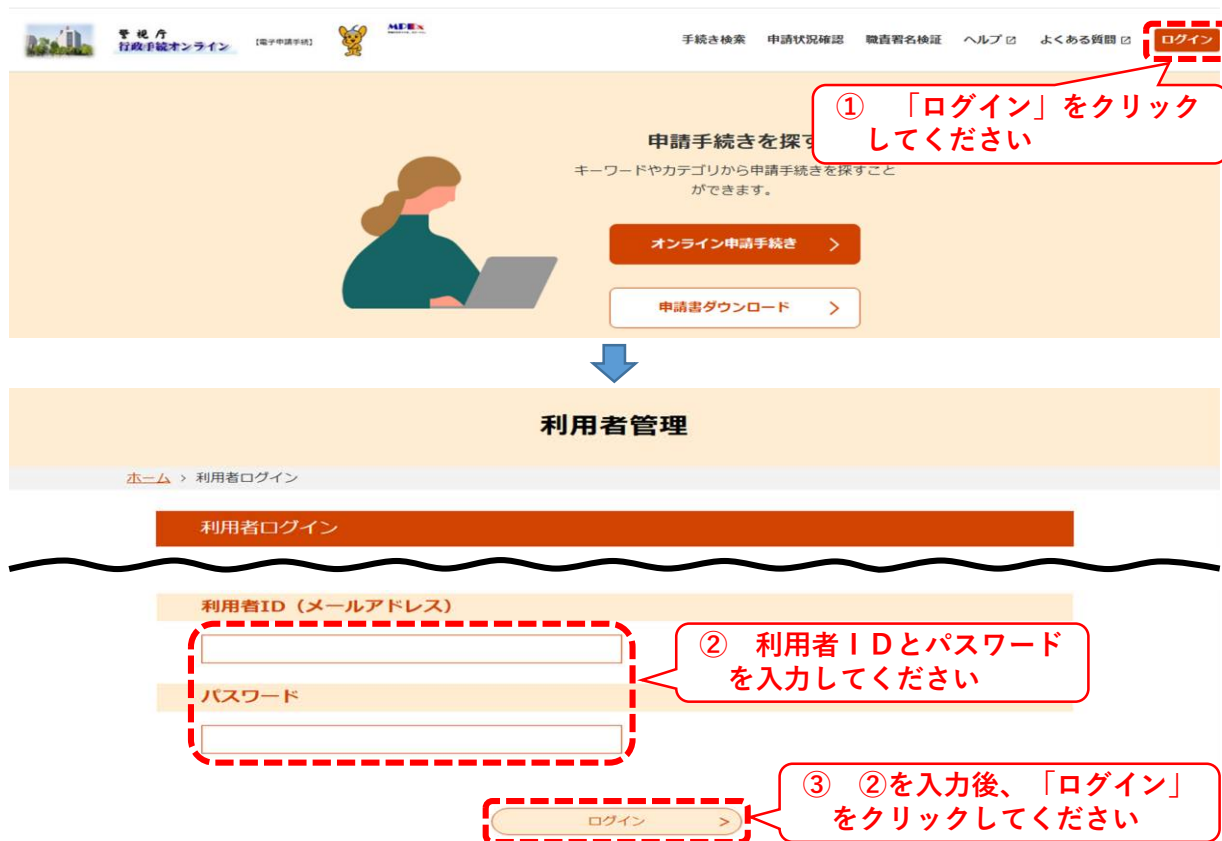 警視庁
行政手続オンライン
【電子申請手続】
MPDEX
手続き検索 申請状況確認 職責署名検証 ヘルプ よくある質問 ログイン
① 「ログイン」をクリック
してください
申請手続きを探す
キーワードやカテゴリから申請手続きを探すこと
ができます。
オンライン申請手続き
申請書ダウンロード
利用者管理
ホーム > 利用者ログイン
利用者ログイン
利用者ID（メールアドレス）
② 利用者ＩＤとパスワード
を入力してください
パスワード
③ ②を入力後、「ログイン」
をクリックしてください
ログイン >